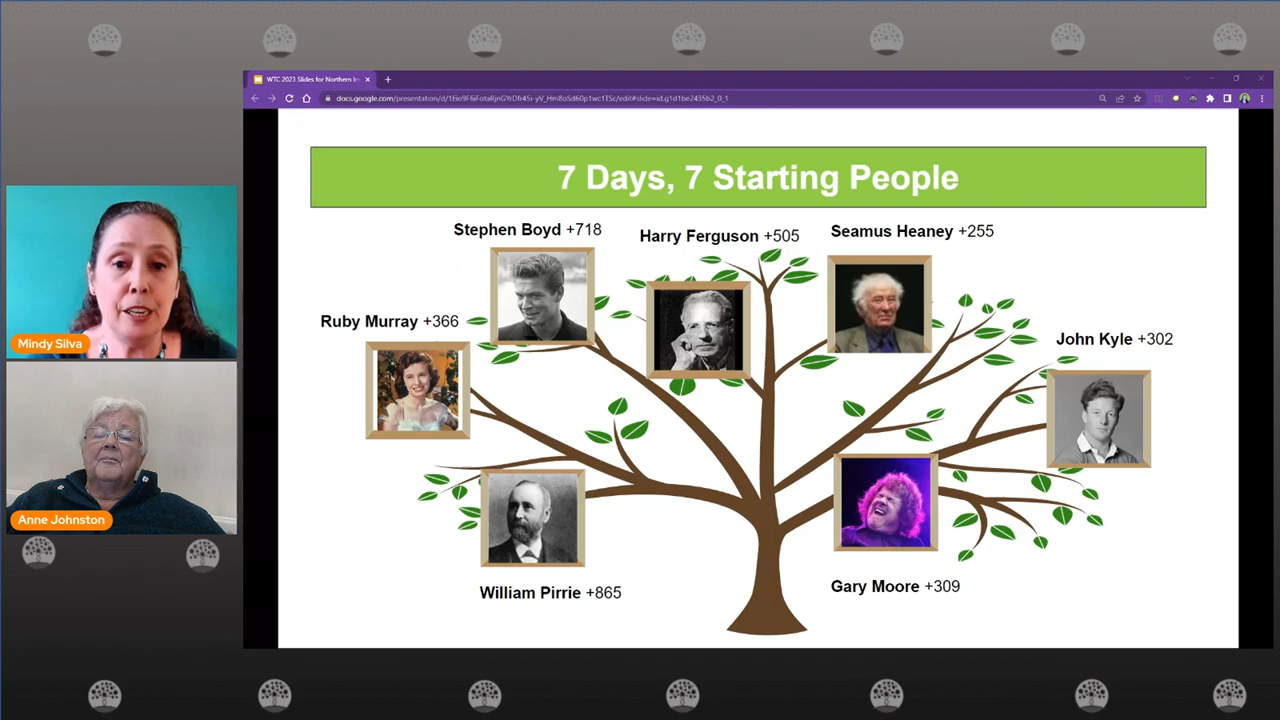 WTC 2023 Slides for Northern Ire
7 Days, 7 Starting People
Stephen Boyd +718
Harry Ferguson +505
Seamus Heaney +255
Ruby Murray +366
John Kyle +302
William Pirrie +865
Gary Moore +309
Mindy Silva
Anne Johnston